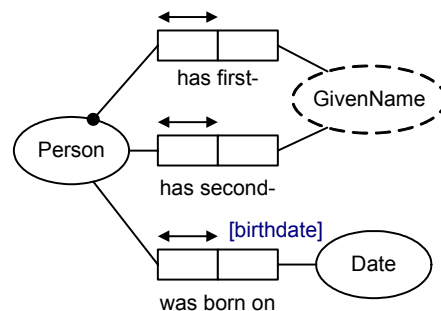 has first-
GivenName
Person
has second-
[birthdate]
Date
was born on